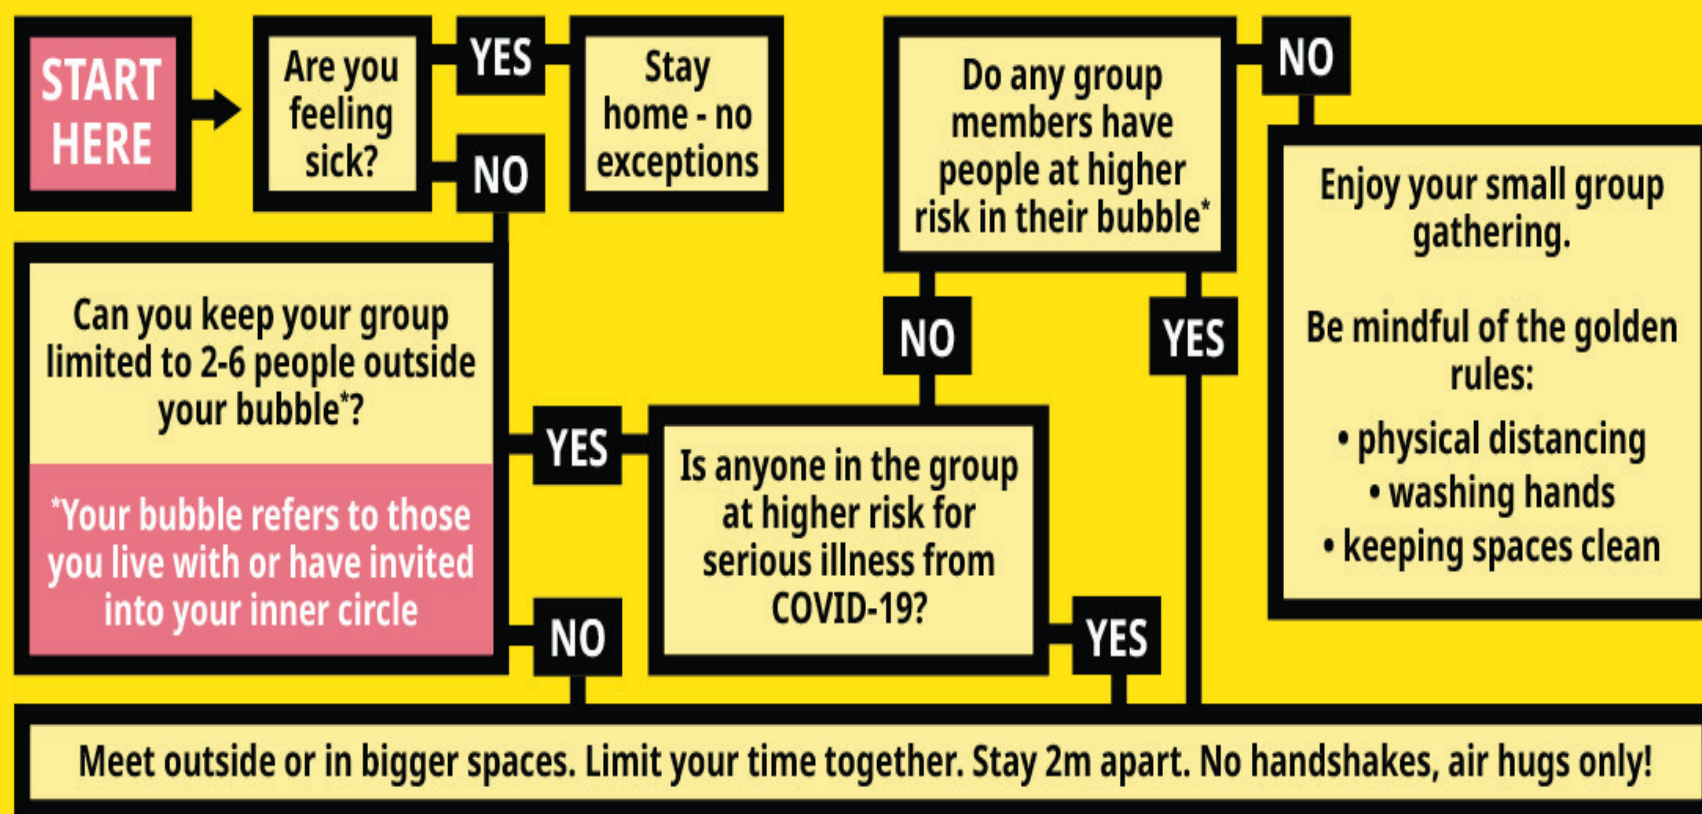 START
HERE
Are you
feeling
sick?
YES
Stay
home - no
exceptions
NO
Can you keep your group
limited to 2-6 people outside
your bubble*?
*Your bubble refers to those
you live with or have invited
into your inner circle
YES
NO
Is anyone in the group
at higher risk for
serious illness from
COVID-19?
NO
YES
Do any group
members have
people at higher
risk in their bubble*
NO
YES
Enjoy your small group
gathering.
Be mindful of the golden
rules:
• physical distancing
• washing hands
• keeping spaces clean
Meet outside or in bigger spaces. Limit your time together. Stay 2m apart. No handshakes, air hugs only!